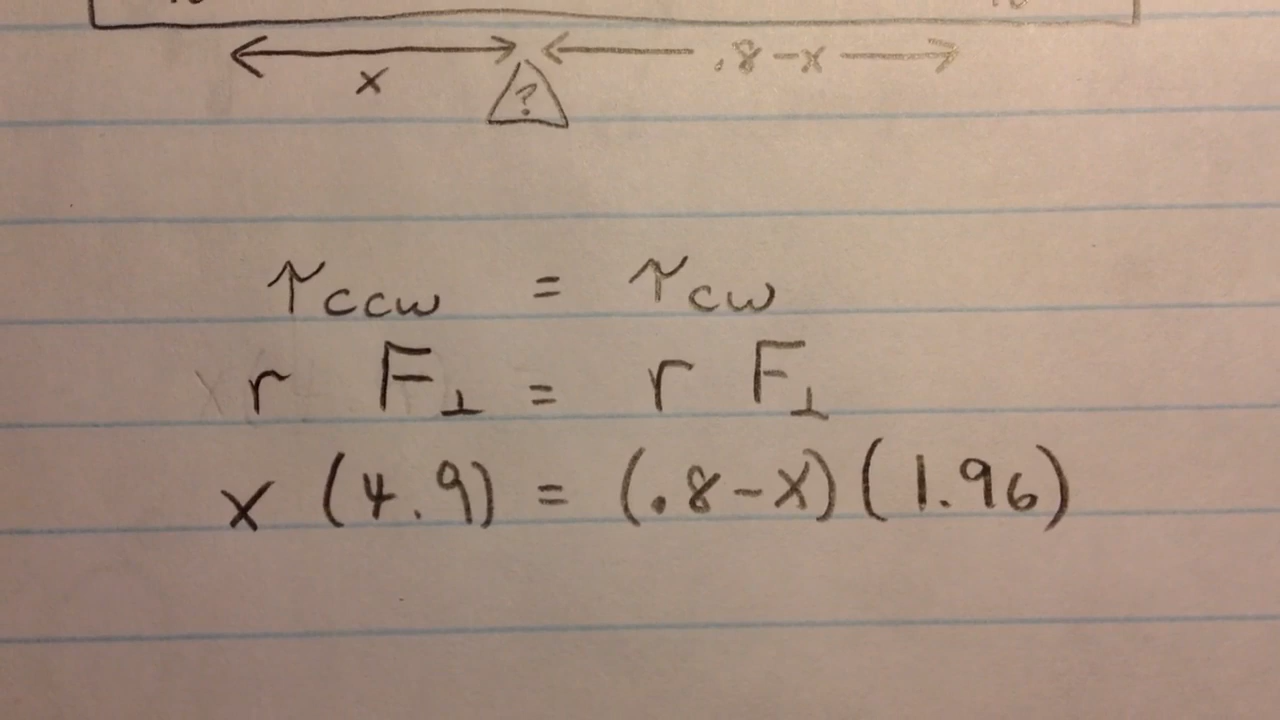 x .8-x
?
τccw = τcw
r F⊥ = r F⊥
x (4.9) = (.8-x)(1.96)